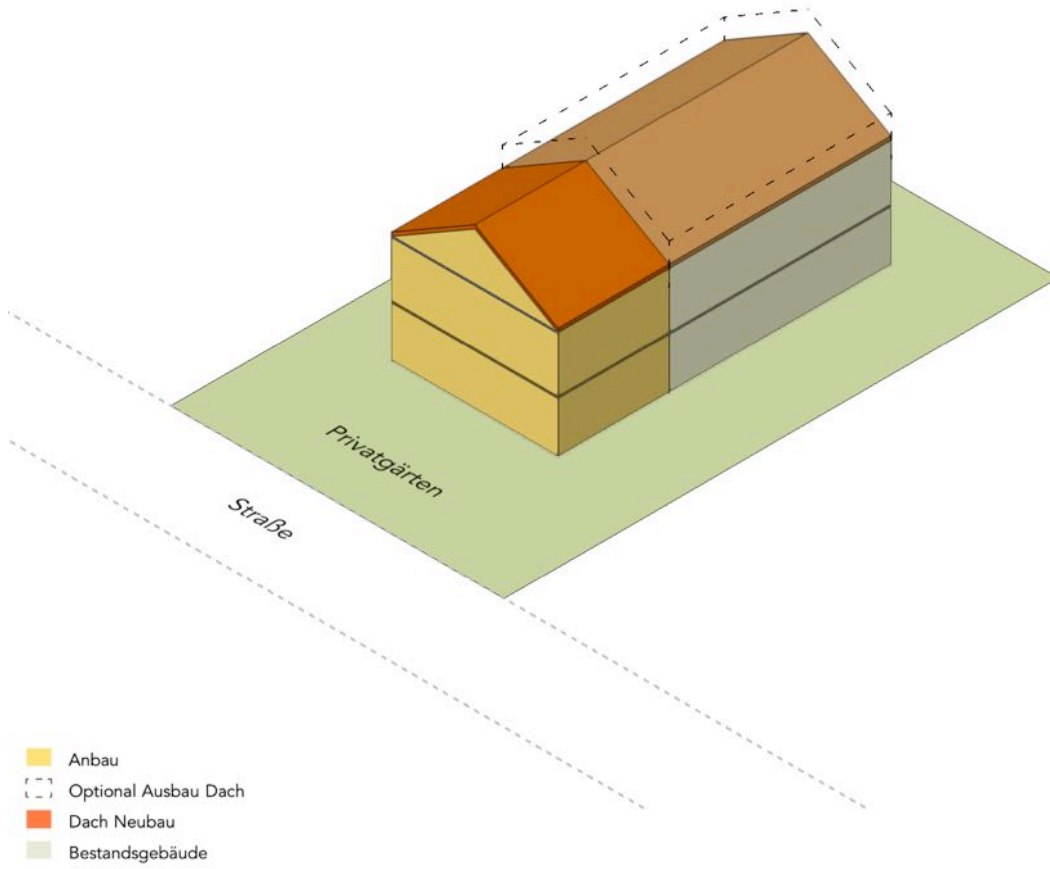 Privatgärten
Straße
Anbau
Optional Ausbau Dach
Dach Neubau
Bestandsgebäude